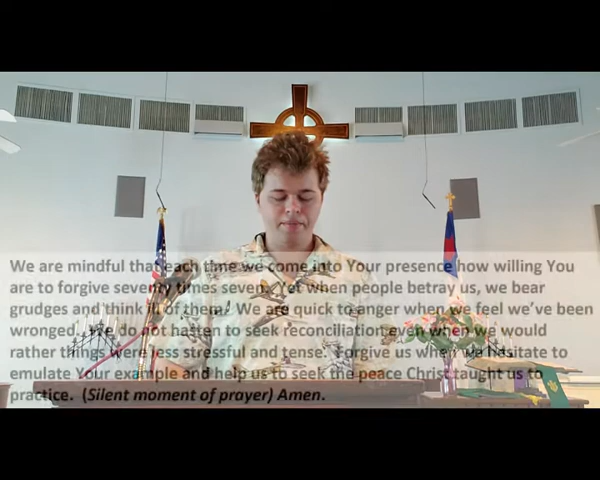 We are mindful that each time we come into Your presence how willing You
are to forgive seventy times seven. Yet when people betray us, we bear
grudges and think ill of them. We are quick to anger when we feel we've been
wronged. We do not hasten to seek reconciliation even when we would
rather things were less stressful and tense. Forgive us when we hesitate to
emulate Your example and help us to seek the peace Christ taught us to
practice. (Silent moment of prayer) Amen.